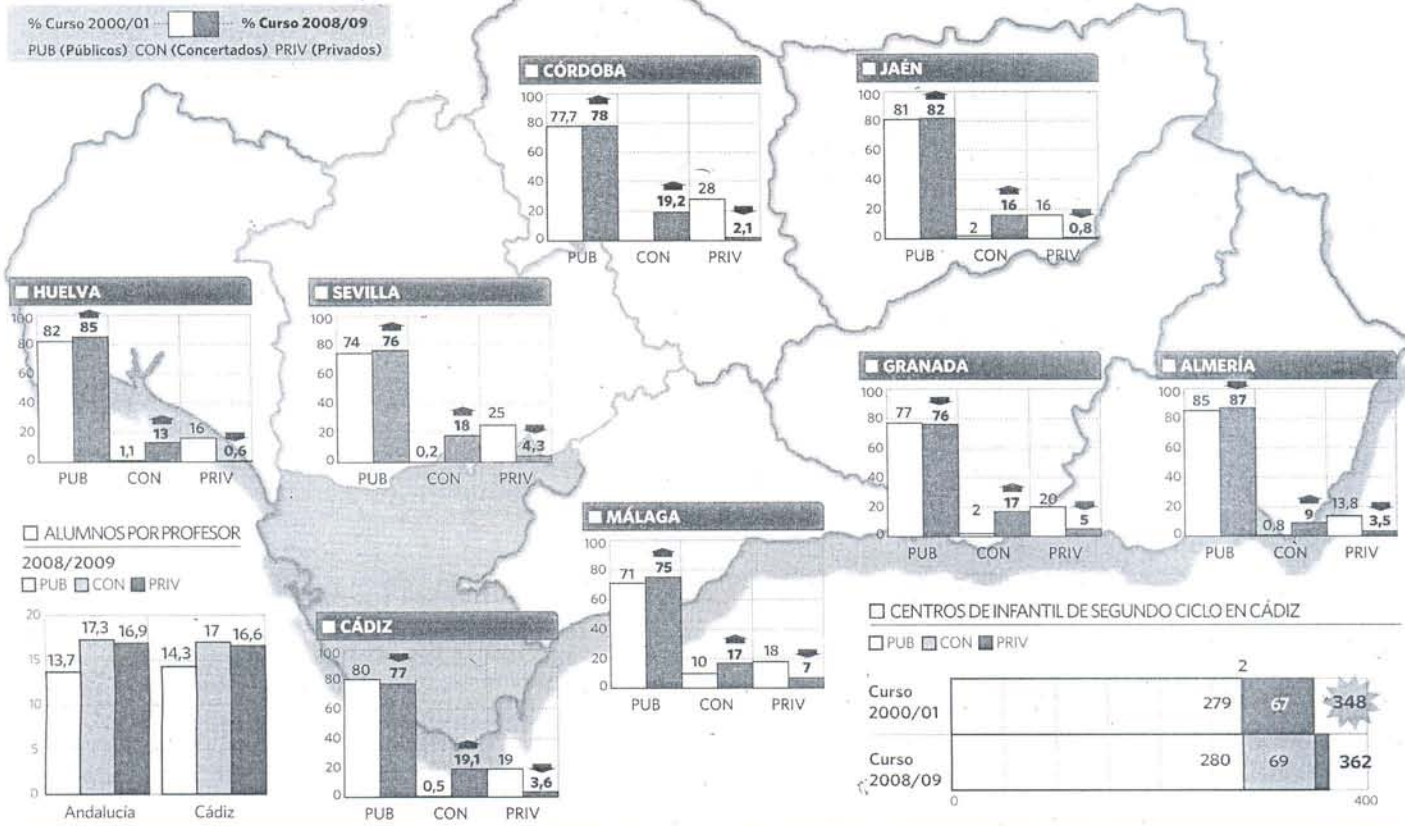 % Curso 2000/01 % Curso 2008/09
PUB (Públicos) CON (Concertados) PRIV (Privados)
CÓRDOBA
100
80
60
40
20
0
77,7 78
19,2
28
2,1
PUB CON PRIV
JAÉN
100
80
60
40
20
0
81 82
2 16
16 0,8
PUB CON PRIV
HUELVA
100
80
60
40
20
0
82 85
1,1 13
16 0,6
PUB CON PRIV
SEVILLA
100
80
60
40
20
0
74 76
0,2 18
25 4,3
PUB CON PRIV
GRANADA
100
80
60
40
20
0
77 76
2 17
20 5
PUB CON PRIV
ALMERÍA
100
80
60
40
20
0
85 87
0,8 9
13,8 3,5
PUB CON PRIV
MÁLAGA
100
80
60
40
20
0
71 75
10 17
18 7
PUB CON PRIV
CÁDIZ
100
80
60
40
20
0
80 77
0,5 19,1
19 3,6
PUB CON PRIV
ALUMNOS POR PROFESOR
2008/2009
PUB CON PRIV
20
15
10
5
0
13,7 17,3 16,9
14,3 17 16,6
Andalucía Cádiz
CENTROS DE INFANTIL DE SEGUNDO CICLO EN CÁDIZ
PUB CON PRIV
2
Curso
2000/01
279 67 348
Curso
2008/09
280 69 362
0 400